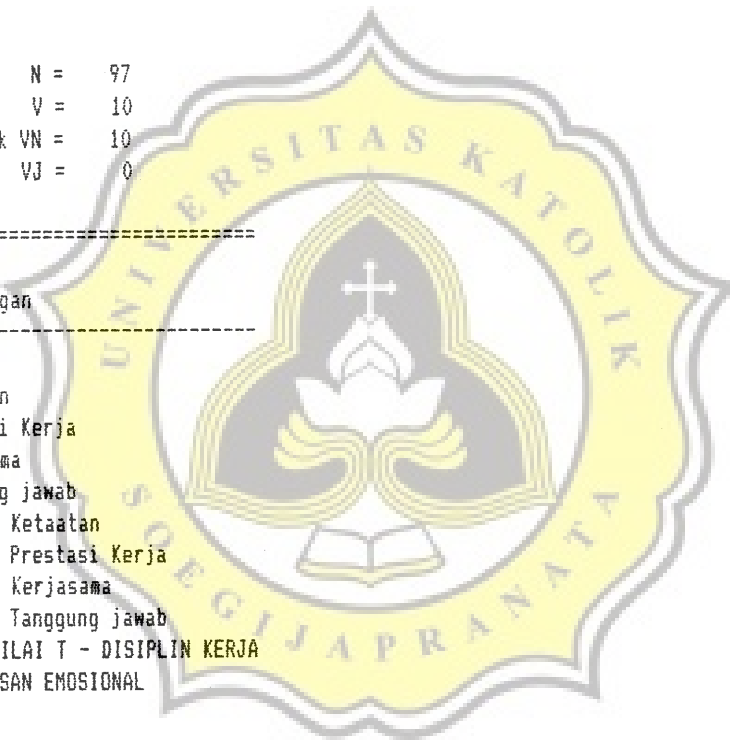 N = 97
V = 10
k VN = 10
VJ = 0
UNIVERSITAS KATOLIK
gan
n
i Kerja
ma
g jawab
Ketaatan
Prestasi Kerja
Kerjasama
Tanggung jawab
ILAI T - DISIPLIN KERJA
SAN EMOSIONAL
SOEGIJAPRANATA